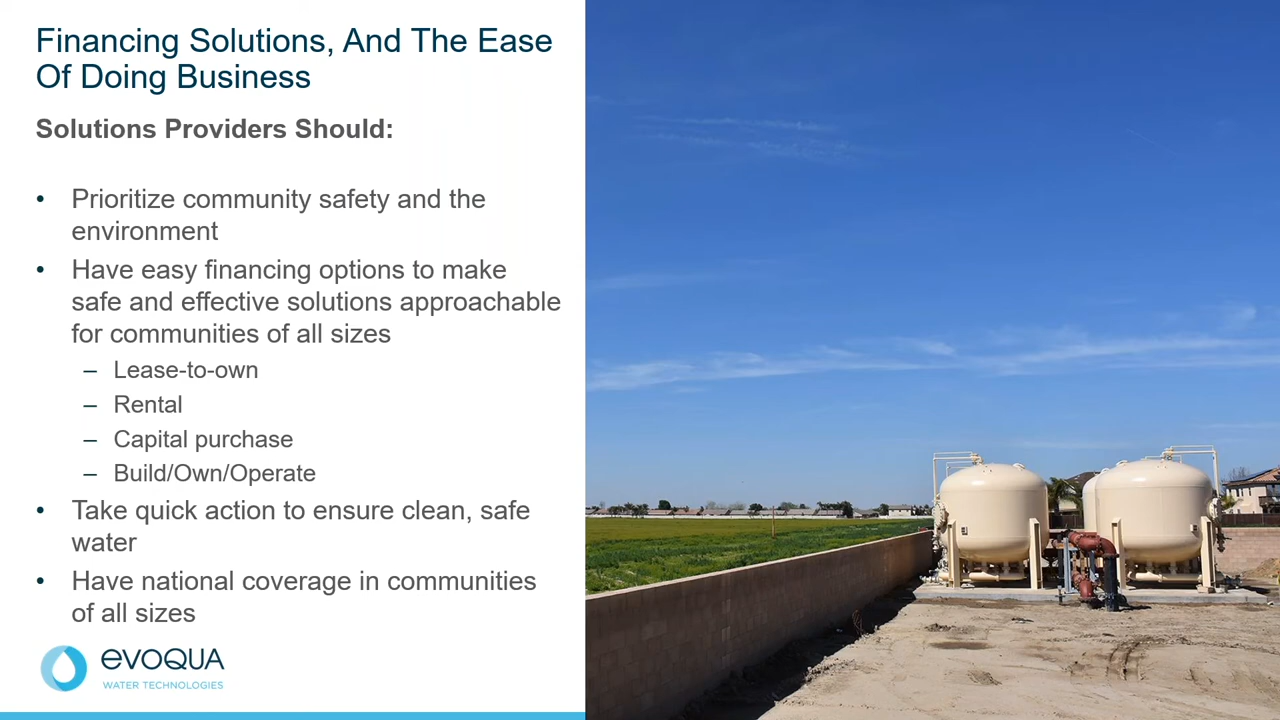 Financing Solutions, And The Ease
Of Doing Business
Solutions Providers Should:
• Prioritize community safety and the
environment
• Have easy financing options to make
safe and effective solutions approachable
for communities of all sizes
– Lease-to-own
– Rental
– Capital purchase
– Build/Own/Operate
• Take quick action to ensure clean, safe
water
• Have national coverage in communities
of all sizes
evoqua
WATER TECHNOLOGIES